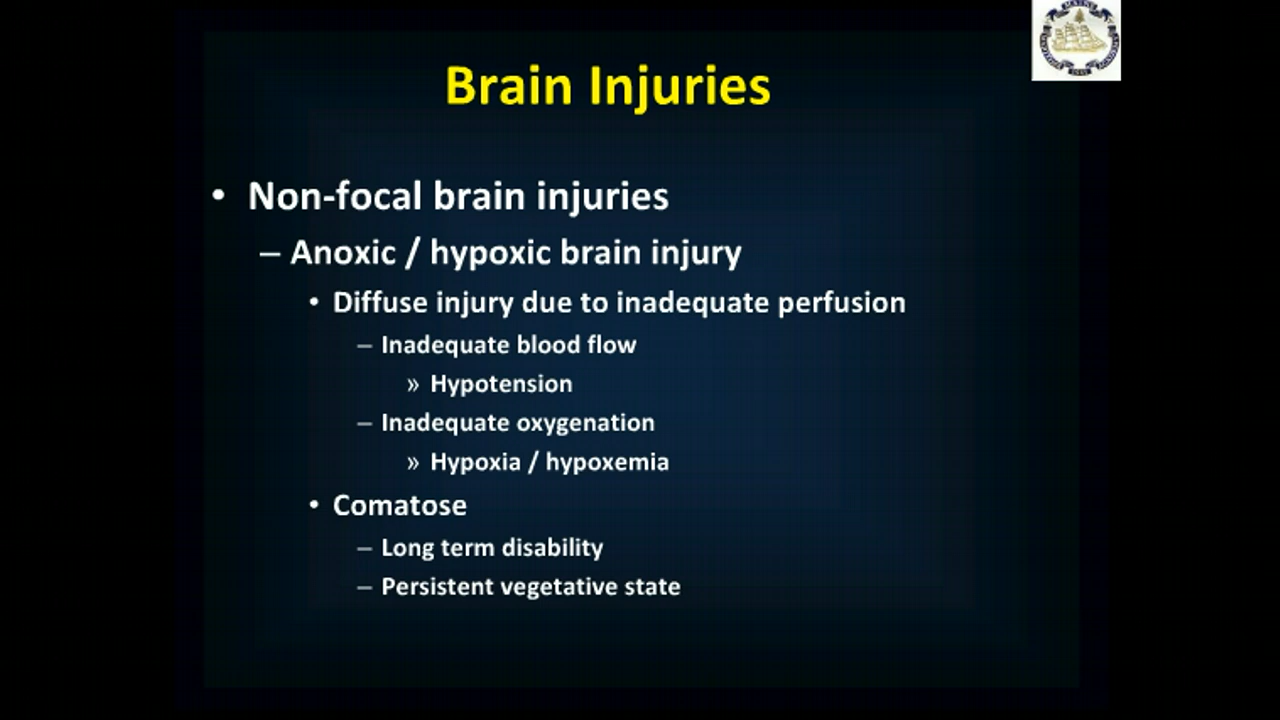 Brain Injuries
• Non-focal brain injuries
– Anoxic / hypoxic brain injury
• Diffuse injury due to inadequate perfusion
– Inadequate blood flow
» Hypotension
– Inadequate oxygenation
» Hypoxia / hypoxemia
• Comatose
– Long term disability
– Persistent vegetative state